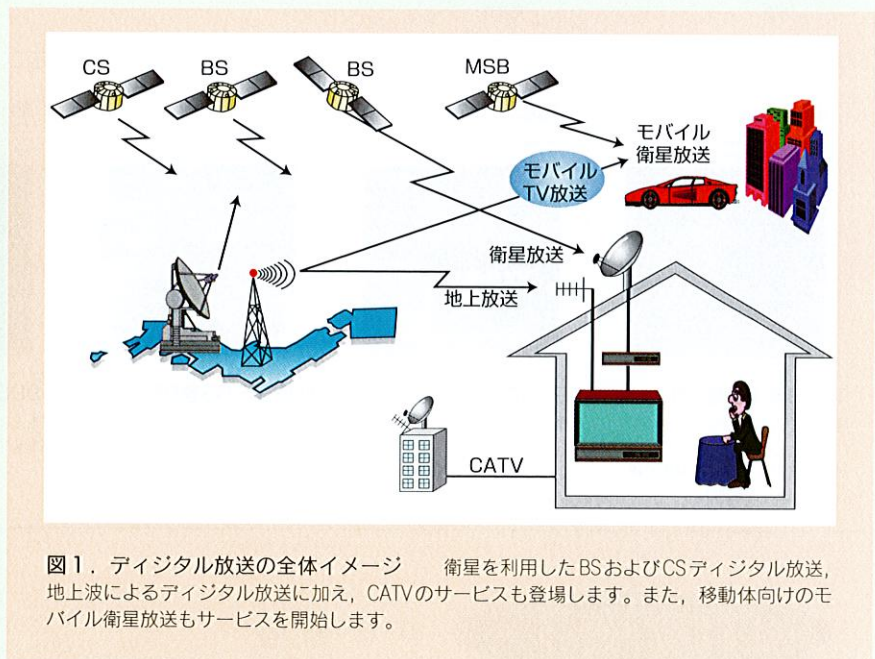 CS
BS
BS
MSB
モバイル
衛星放送
モバイル
TV放送
衛星放送
地上放送
CATV
図1．ディジタル放送の全体イメージ　衛星を利用したBSおよびCSディジタル放送，
地上波によるディジタル放送に加え，CATVのサービスも登場します。また，移動体向けのモ
バイル衛星放送もサービスを開始します。